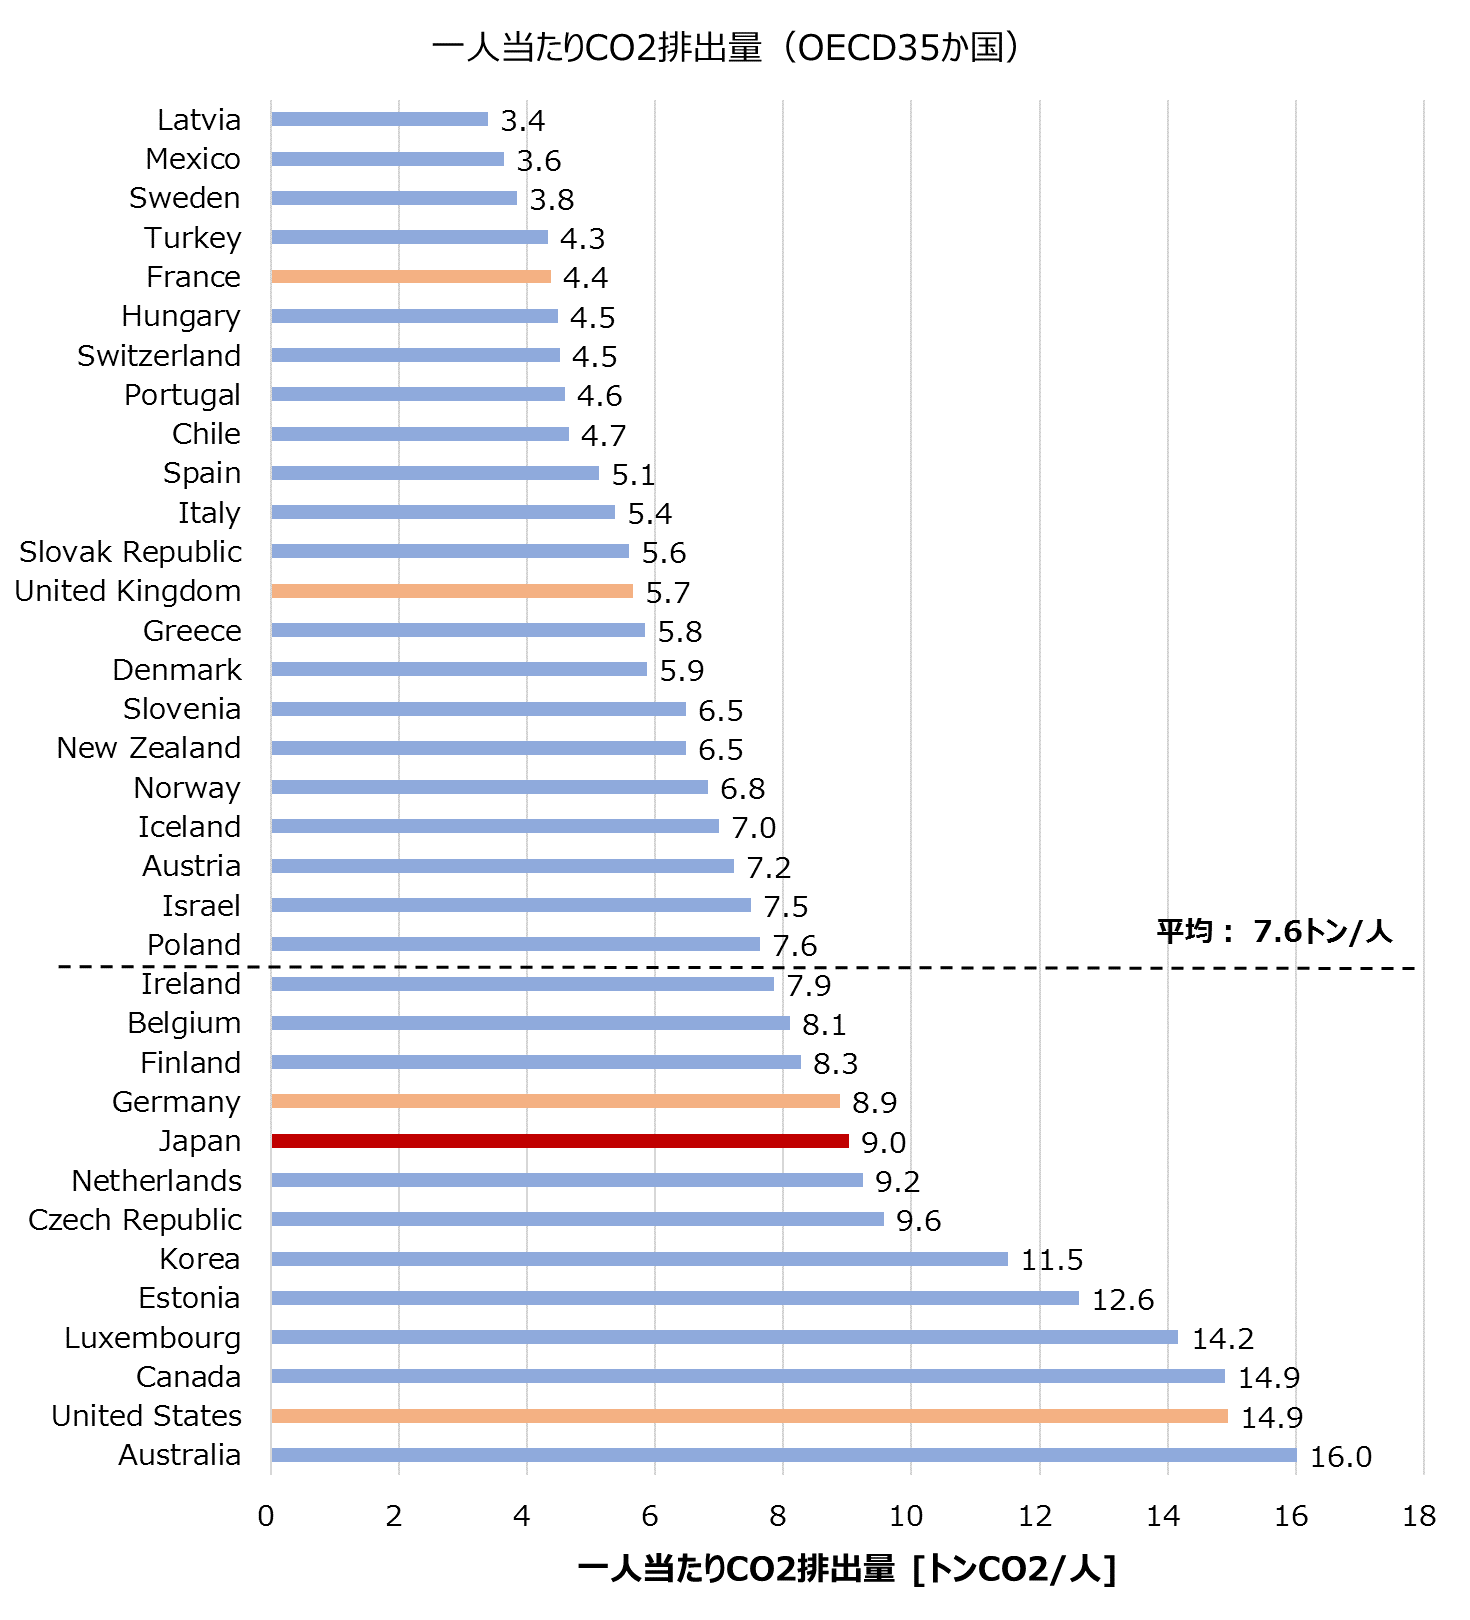 一人当たりCO2排出量（OECD35か国）
Latvia 3.4
Mexico 3.6
Sweden 3.8
Turkey 4.3
France 4.4
Hungary 4.5
Switzerland 4.5
Portugal 4.6
Chile 4.7
Spain 5.1
Italy 5.4
Slovak Republic 5.6
United Kingdom 5.7
Greece 5.8
Denmark 5.9
Slovenia 6.5
New Zealand 6.5
Norway 6.8
Iceland 7.0
Austria 7.2
Israel 7.5
平均： 7.6トン/人
Poland 7.6
Ireland 7.9
Belgium 8.1
Finland 8.3
Germany 8.9
Japan 9.0
Netherlands 9.2
Czech Republic 9.6
Korea 11.5
Estonia 12.6
Luxembourg 14.2
Canada 14.9
United States 14.9
Australia 16.0
0 2 4 6 8 10 12 14 16 18
一人当たりCO2排出量 [トンCO2/人]